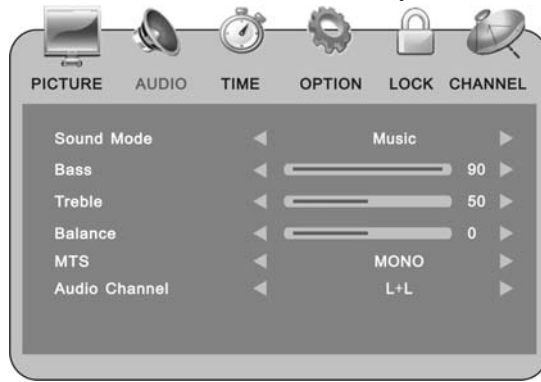 PICTURE AUDIO TIME OPTION LOCK CHANNEL
Sound Mode Music
Bass 90
Treble 50
Balance 0
MTS MONO
Audio Channel L+L